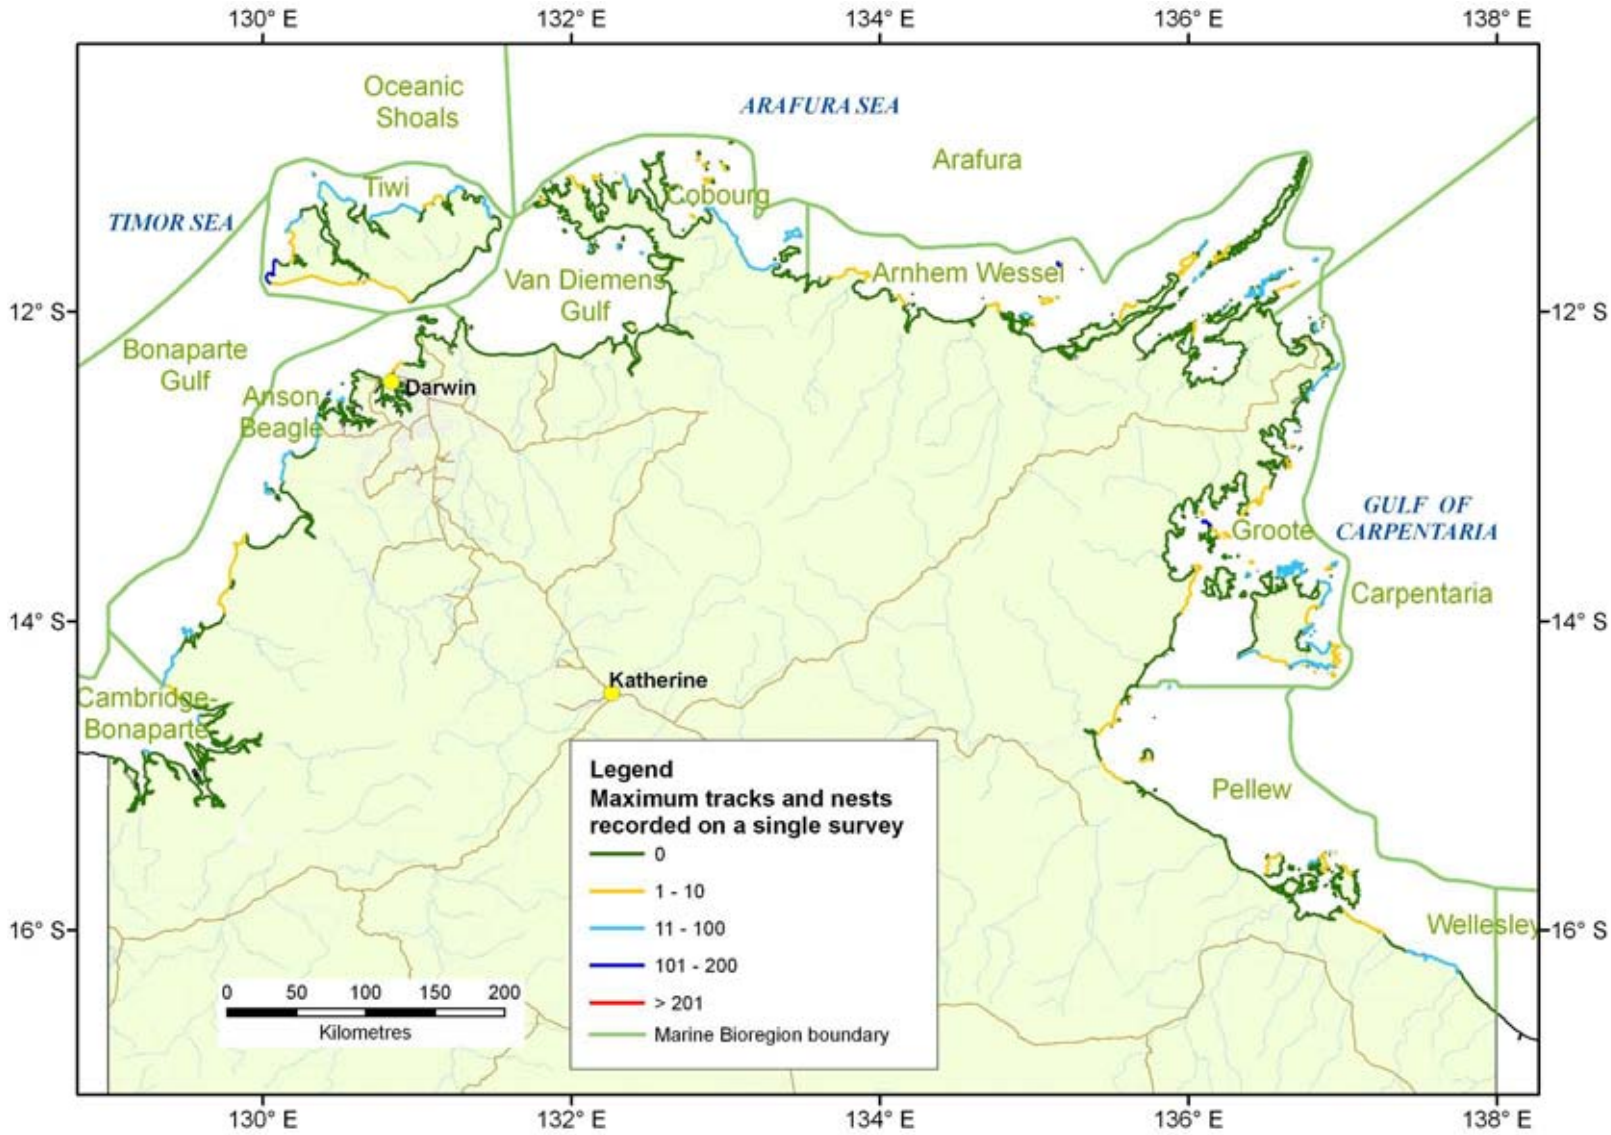 130° E
132° E
134° E
136° E
138° E
Oceanic
Shoals
ARAFURA SEA
Arafura
Tiwi
Cobourg
TIMOR SEA
Van Diemens
Gulf
Arnhem Wessel
12° S
12° S
Bonaparte
Gulf
Anson
Beagle
Darwin
GULF OF
CARPENTARIA
Groote
Carpentaria
14° S
14° S
Katherine
Cambridge-
Bonaparte
Pellew
Legend
Maximum tracks and nests
recorded on a single survey
0
1 - 10
11 - 100
101 - 200
> 201
Marine Bioregion boundary
16° S
16° S
Wellesley
0 50 100 150 200
Kilometres
130° E
132° E
134° E
136° E
138° E